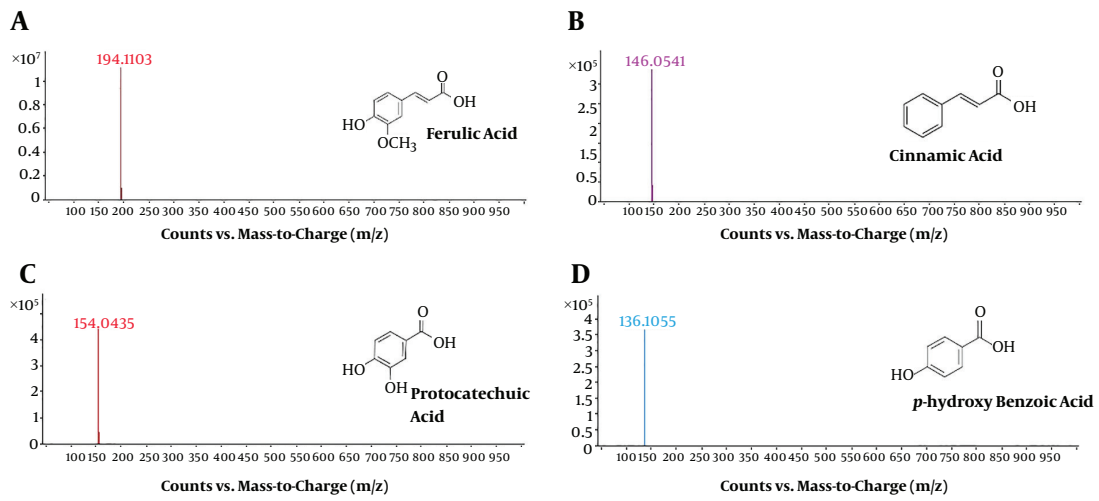 A
×10⁷
194.1103
1
0.8
0.6
0.4
0.2
0
O
OH
HO
OCH₃
Ferulic Acid
100 150 200 250 300 350 400 450 500 550 600 650 700 750 800 850 900 950
Counts vs. Mass-to-Charge (m/z)
B
×10⁵
146.0541
3
2.5
2
1.5
1
0.5
0
O
OH
Cinnamic Acid
100 150 200 250 300 350 400 450 500 550 600 650 700 750 800 850 900 950
Counts vs. Mass-to-Charge (m/z)
C
×10⁵
154.0435
4
3
2
1
0
O
OH
HO
OH
Protocatechuic
Acid
100 150 200 250 300 350 400 450 500 550 600 650 700 750 800 850 900 950
Counts vs. Mass-to-Charge (m/z)
D
×10⁵
136.1055
4
3.5
3
2.5
2
1.5
1
0.5
0
O
OH
HO
p-hydroxy Benzoic Acid
100 150 200 250 300 350 400 450 500 550 600 650 700 750 800 850 900 950
Counts vs. Mass-to-Charge (m/z)